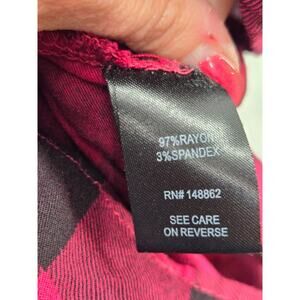 97%RAYON
3%SPANDEX
RN# 148862
SEE CARE
ON REVERSE